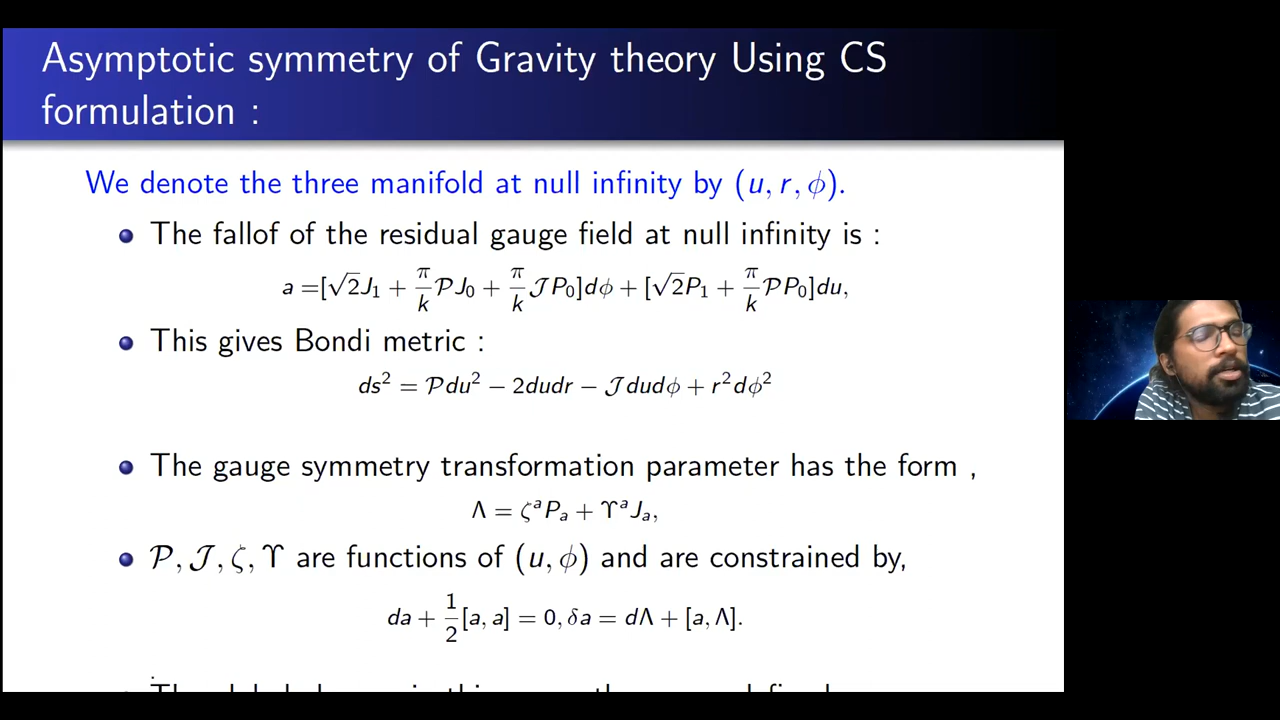 Asymptotic symmetry of Gravity theory Using CS
formulation :
We denote the three manifold at null infinity by (u, r, ϕ).
The fallof of the residual gauge field at null infinity is :
a =[√2J₁ + π/k 𝒫J₀ + π/k 𝒥P₀]dϕ + [√2P₁ + π/k 𝒫P₀]du,
This gives Bondi metric :
ds² = 𝒫du² − 2dudr − 𝒥dudϕ + r²dϕ²
The gauge symmetry transformation parameter has the form ,
Λ = ζᵃPₐ + ϒᵃJₐ,
𝒫, 𝒥, ζ, ϒ are functions of (u, ϕ) and are constrained by,
da + 1/2 [a, a] = 0, δa = dΛ + [a, Λ].